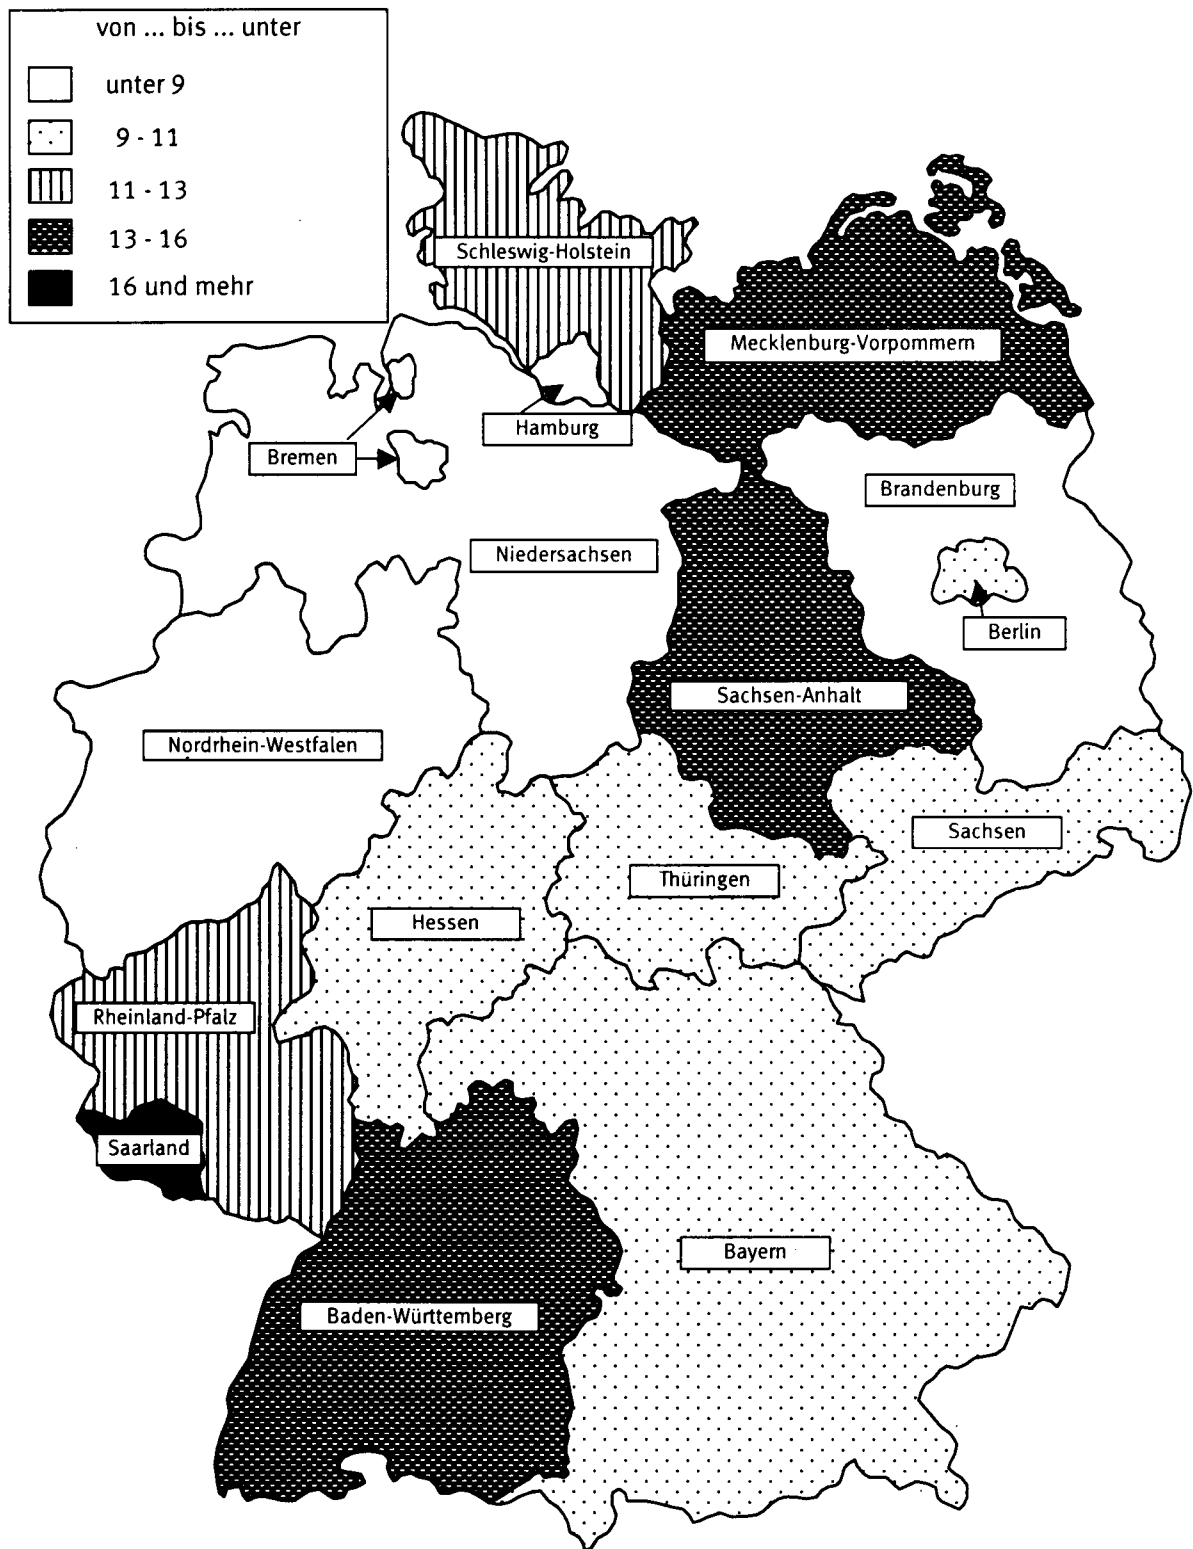 von ... bis ... unter
unter 9
9 - 11
11 - 13
13 - 16
16 und mehr
Schleswig-Holstein
Mecklenburg-Vorpommern
Hamburg
Bremen
Brandenburg
Niedersachsen
Berlin
Sachsen-Anhalt
Nordrhein-Westfalen
Sachsen
Thüringen
Hessen
Rheinland-Pfalz
Saarland
Bayern
Baden-Württemberg